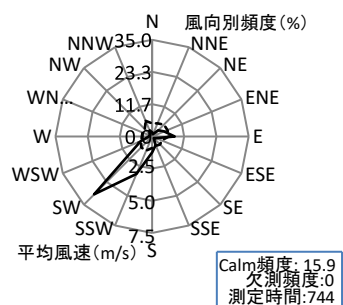 N
風向別頻度(%)
35.0
NNW
NNE
NW
23.3
NE
WN...
11.7
ENE
W
0.0
E
WSW
2.5
ESE
SW
5.0
SE
SSW
SSE
平均風速(m/s)
7.5
S
Calm頻度: 15.9
欠測頻度:0
測定時間:744